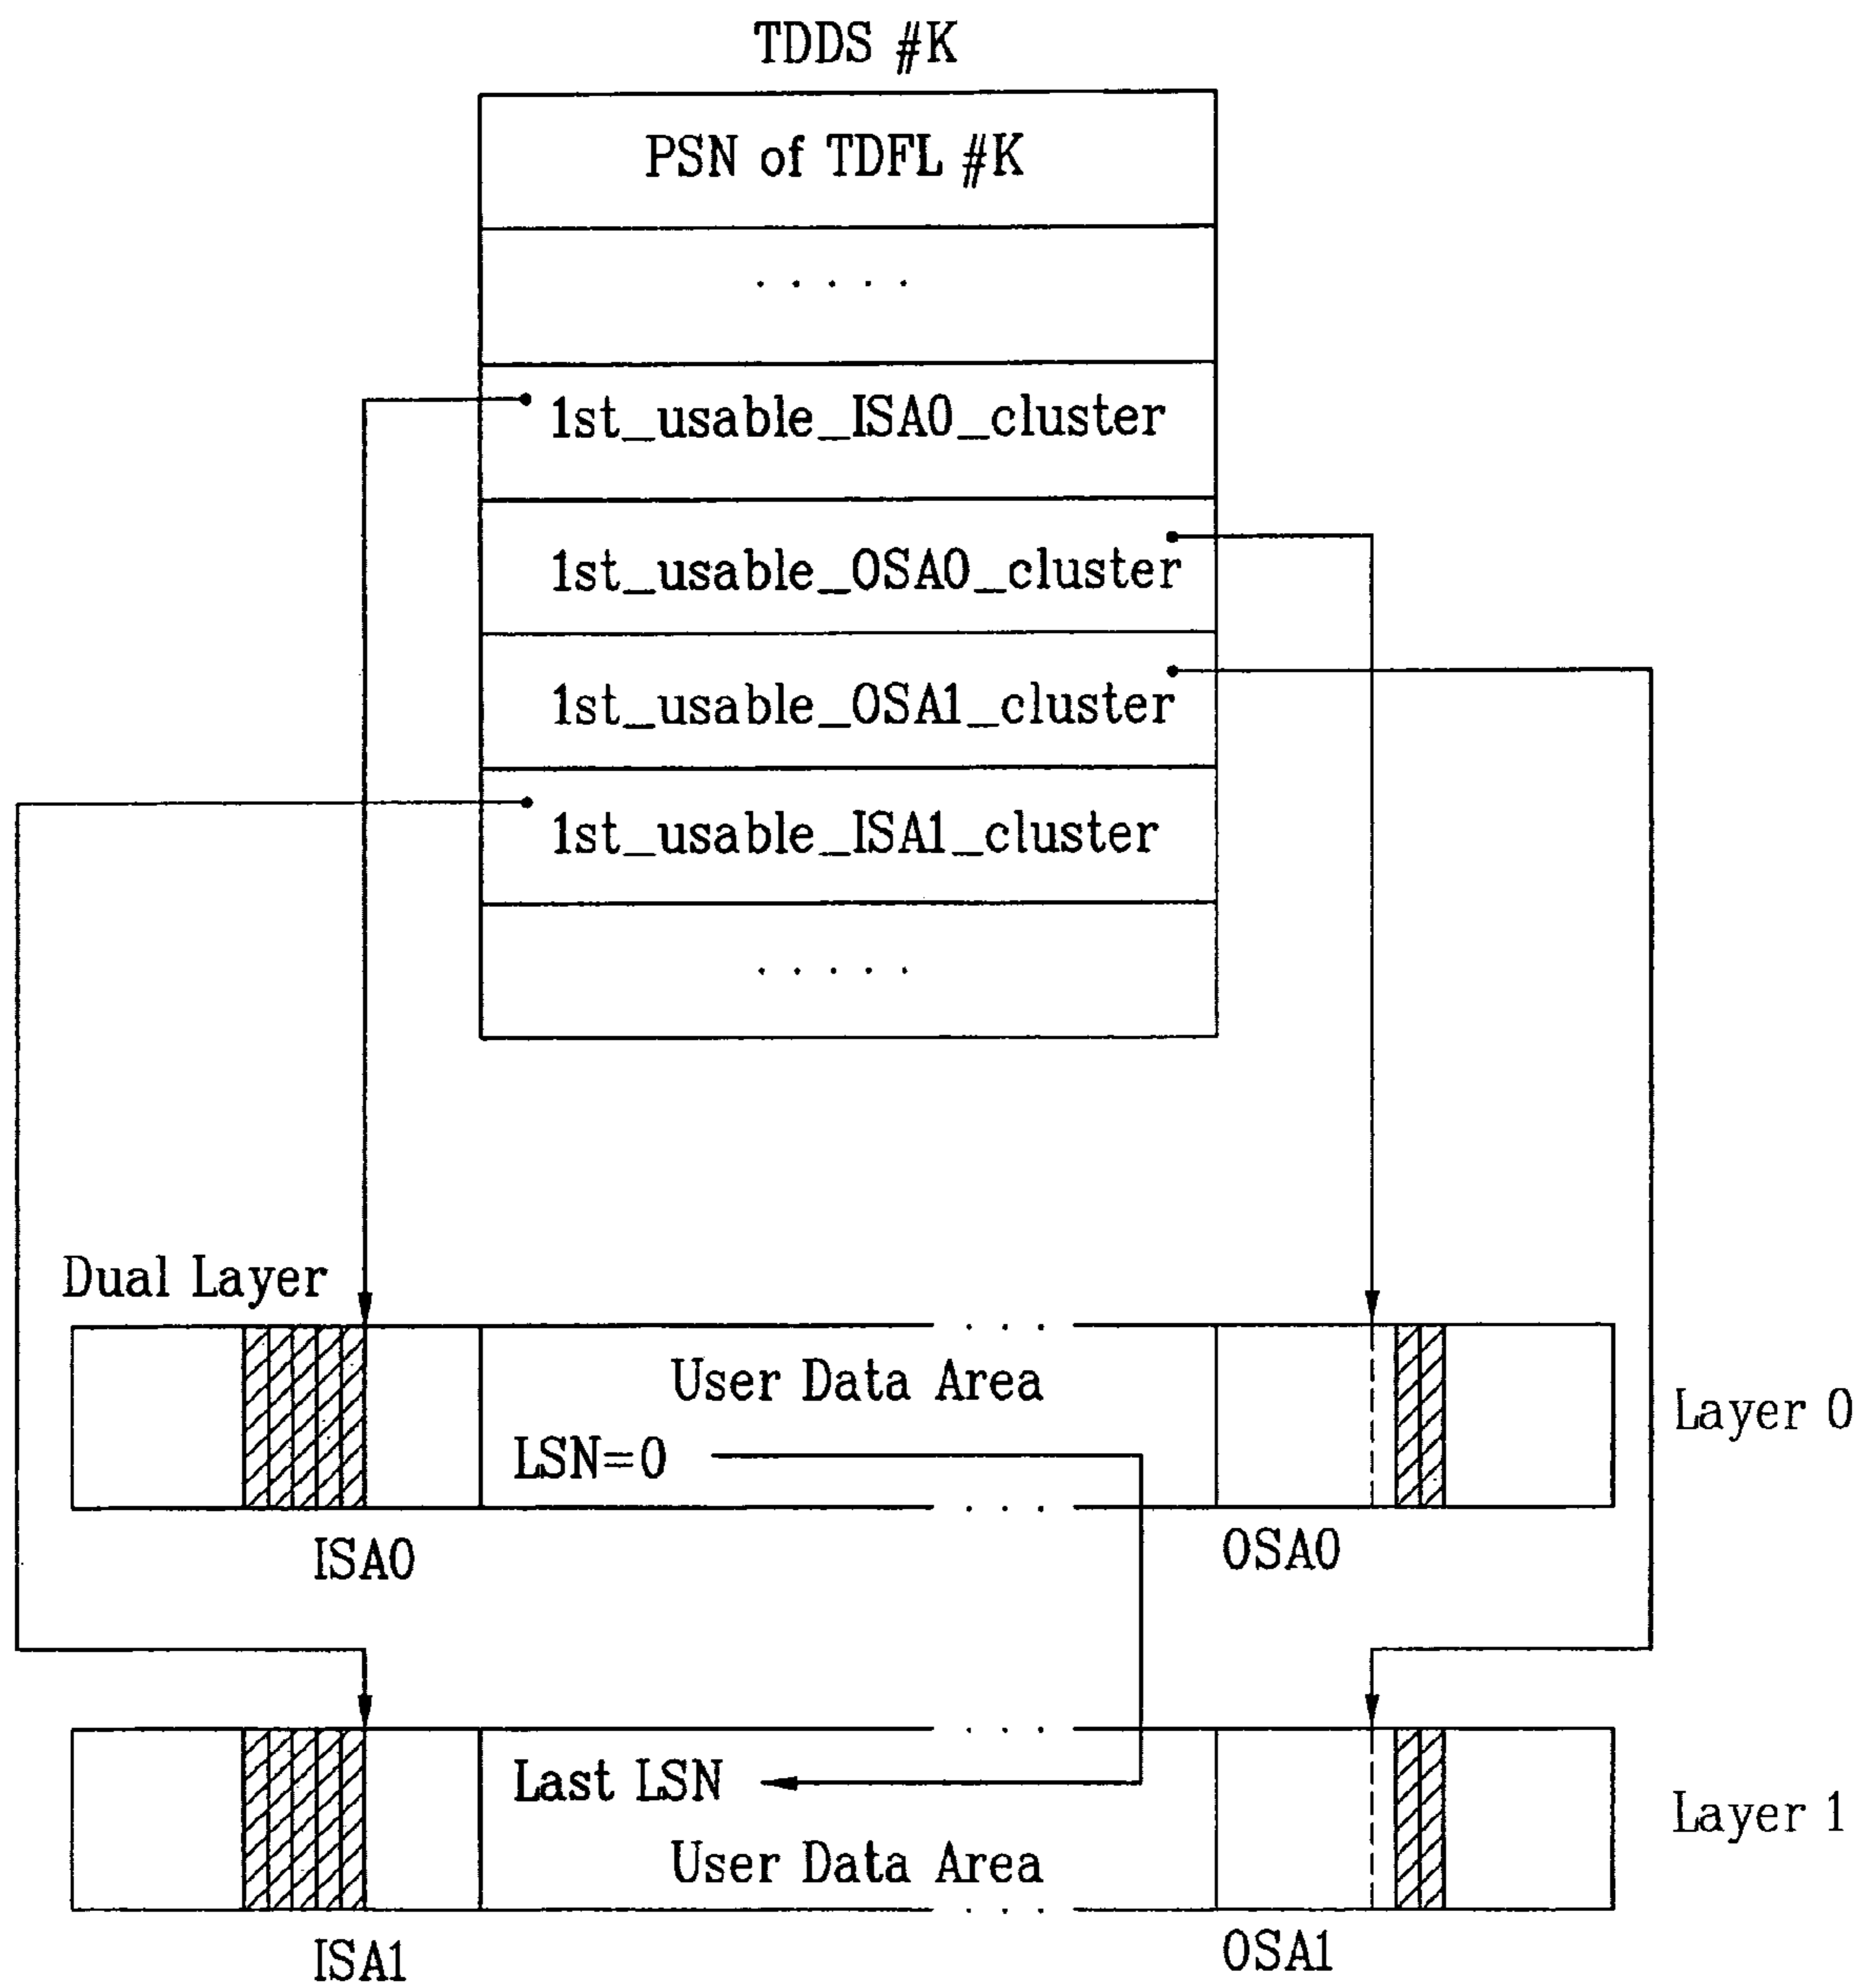 TDDS #K
PSN of TDFL #K
. . . . .
1st_usable_ISA0_cluster
1st_usable_OSA0_cluster
1st_usable_OSA1_cluster
1st_usable_ISA1_cluster
. . . . .
Dual Layer
. . .
User Data Area
Layer 0
LSN=0
. . .
ISA0
OSA0
. . .
Last LSN
Layer 1
User Data Area
. . .
ISA1
OSA1